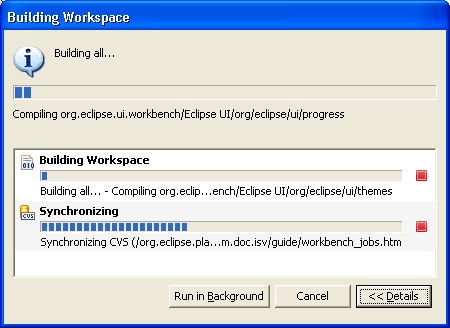 Building Workspace
Building all...
Compiling org.eclipse.ui.workbench/Eclipse UI/org/eclipse/ui/progress
010
Building Workspace
Building all... - Compiling org.eclip...ench/Eclipse UI/org/eclipse/ui/themes
CVS
Synchronizing
Synchronizing CVS (/org.eclipse.pla...m.doc.isv/guide/workbench_jobs.htm
Run in Background
Cancel
<< Details